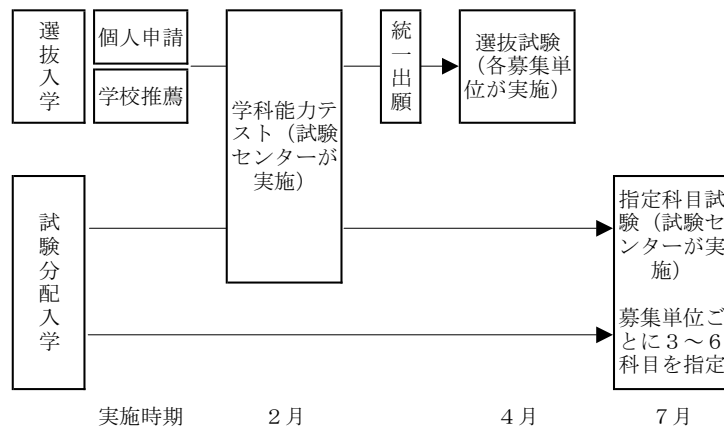 選抜入学
個人申請
学校推薦
学科能力テ
スト（試験
センターが
実施）
統一出願
選抜試験
（各募集単
位が実施）
試験分配入学
指定科目試
験（試験セ
ンターが実
施）
募集単位ご
とに３～６
科目を指定
実施時期
２月
４月
７月